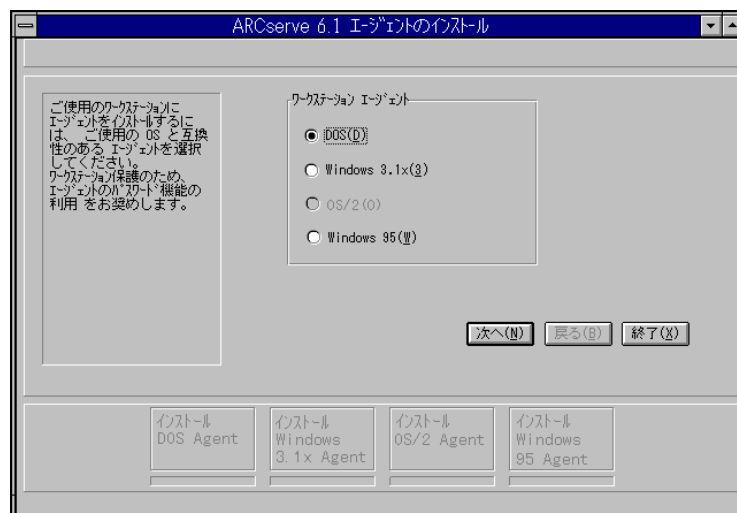 ARCserve 6.1 ｴｰｼﾞｪﾝﾄのｲﾝｽﾄｰﾙ
ご使用のﾜｰｸｽﾃｰｼｮﾝに
ｴｰｼﾞｪﾝﾄをｲﾝｽﾄｰﾙするに
は、 ご使用の OS と互換
性のある ｴｰｼﾞｪﾝﾄを選択
してください。
ﾜｰｸｽﾃｰｼｮﾝ保護のため、
ｴｰｼﾞｪﾝﾄのﾊﾟｽﾜｰﾄﾞ機能の
利用 をお奨めします。
ﾜｰｸｽﾃｰｼｮﾝ ｴｰｼﾞｪﾝﾄ
DOS(D)
Windows 3.1x(3)
OS/2(O)
Windows 95(W)
次へ(N) 戻る(B) 終了(X)
ｲﾝｽﾄｰﾙ
DOS Agent
ｲﾝｽﾄｰﾙ
Windows
3.1x Agent
ｲﾝｽﾄｰﾙ
OS/2 Agent
ｲﾝｽﾄｰﾙ
Windows
95 Agent